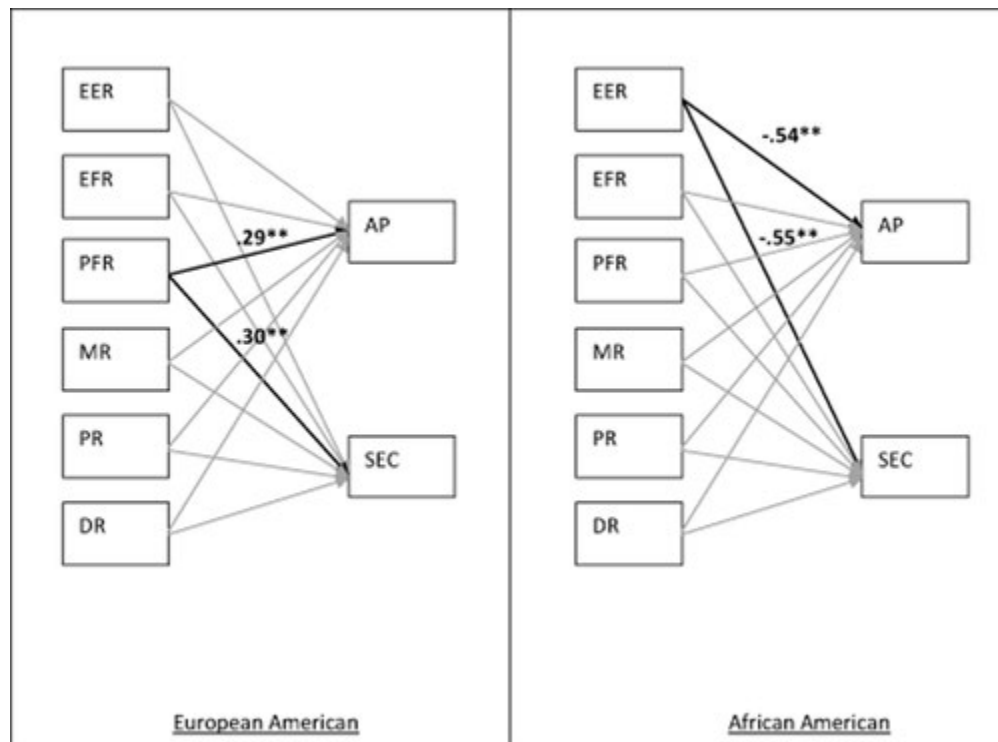 EER
EFR
PFR
MR
PR
DR
AP
SEC
.29**
.30**
European American
EER
EFR
PFR
MR
PR
DR
AP
SEC
-.54**
-.55**
African American